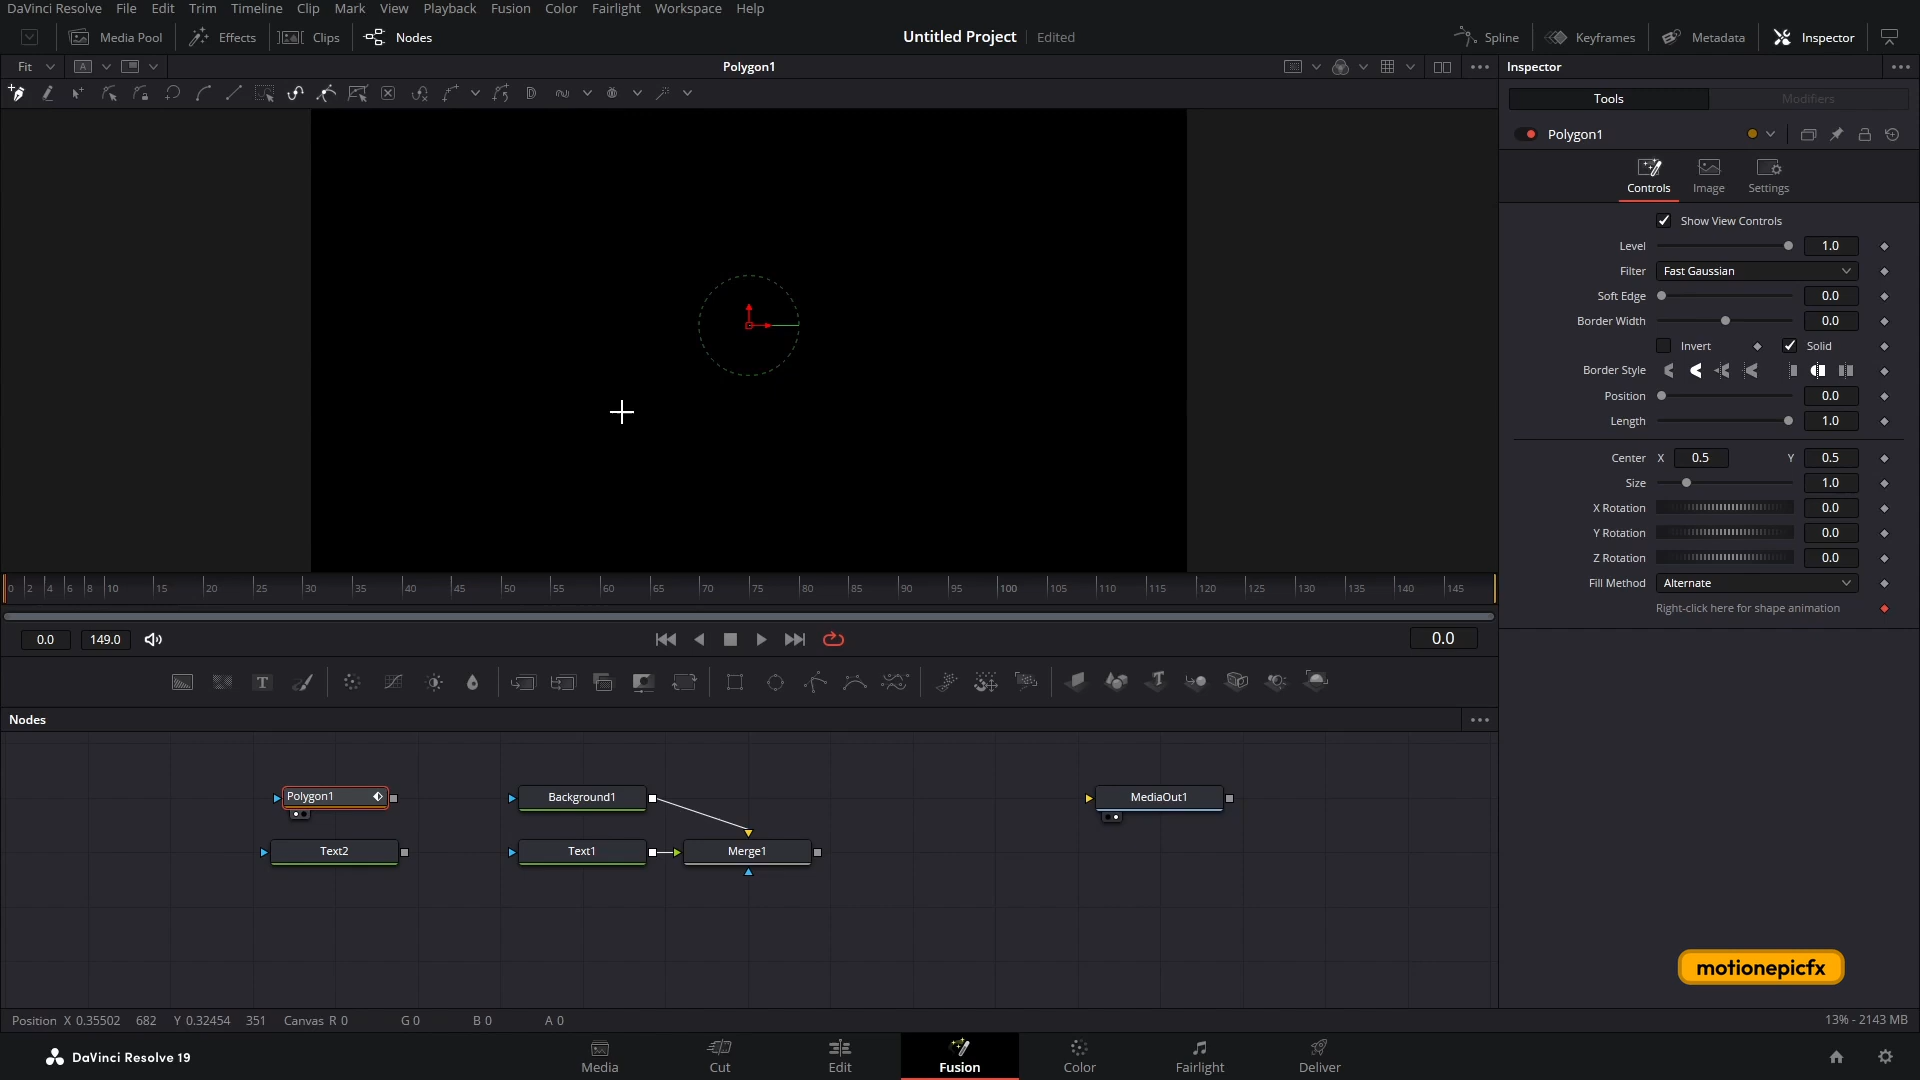 DaVinci Resolve File Edit Trim Timeline Clip Mark View Playback Fusion Color Fairlight Workspace Help
Media Pool Effects Clips Nodes Untitled Project Edited Spline Keyframes Metadata Inspector
Fit A Polygon1 Inspector
Tools Modifiers
Polygon1
Controls Image Settings
Show View Controls
Level 1.0
Filter Fast Gaussian
Soft Edge 0.0
Border Width 0.0
Invert Solid
Border Style
Position 0.0
Length 1.0
Center X 0.5 Y 0.5
Size 1.0
X Rotation 0.0
Y Rotation 0.0
Z Rotation 0.0
Fill Method Alternate
Right-click here for shape animation
0 2 4 6 8 10 15 20 25 30 35 40 45 50 55 60 65 70 75 80 85 90 95 100 105 110 115 120 125 130 135 140 145
0.0 149.0 0.0
Nodes
Polygon1 Background1 MediaOut1
Text2 Text1 Merge1
motionepicfx
Position X 0.35502 682 Y 0.32454 351 Canvas R 0 G 0 B 0 A 0 13% - 2143 MB
DaVinci Resolve 19 Media Cut Edit Fusion Color Fairlight Deliver